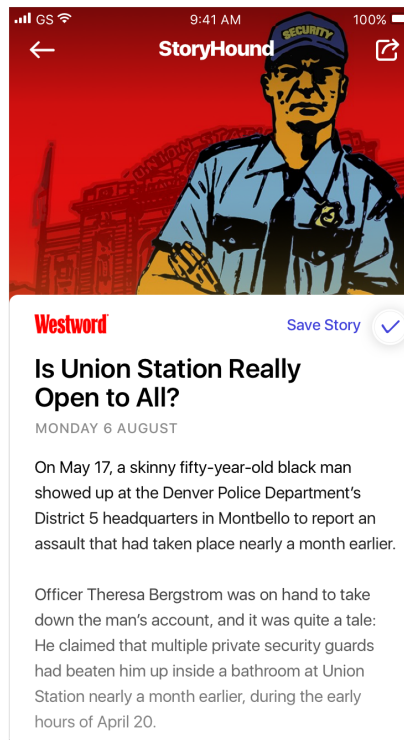 GS 9:41 AM 100%
StoryHound
SECURITY
UNION STATION
Westword
Save Story
Is Union Station Really
Open to All?
MONDAY 6 AUGUST
On May 17, a skinny fifty-year-old black man
showed up at the Denver Police Department’s
District 5 headquarters in Montbello to report an
assault that had taken place nearly a month earlier.
Officer Theresa Bergstrom was on hand to take
down the man’s account, and it was quite a tale:
He claimed that multiple private security guards
had beaten him up inside a bathroom at Union
Station nearly a month earlier, during the early
hours of April 20.